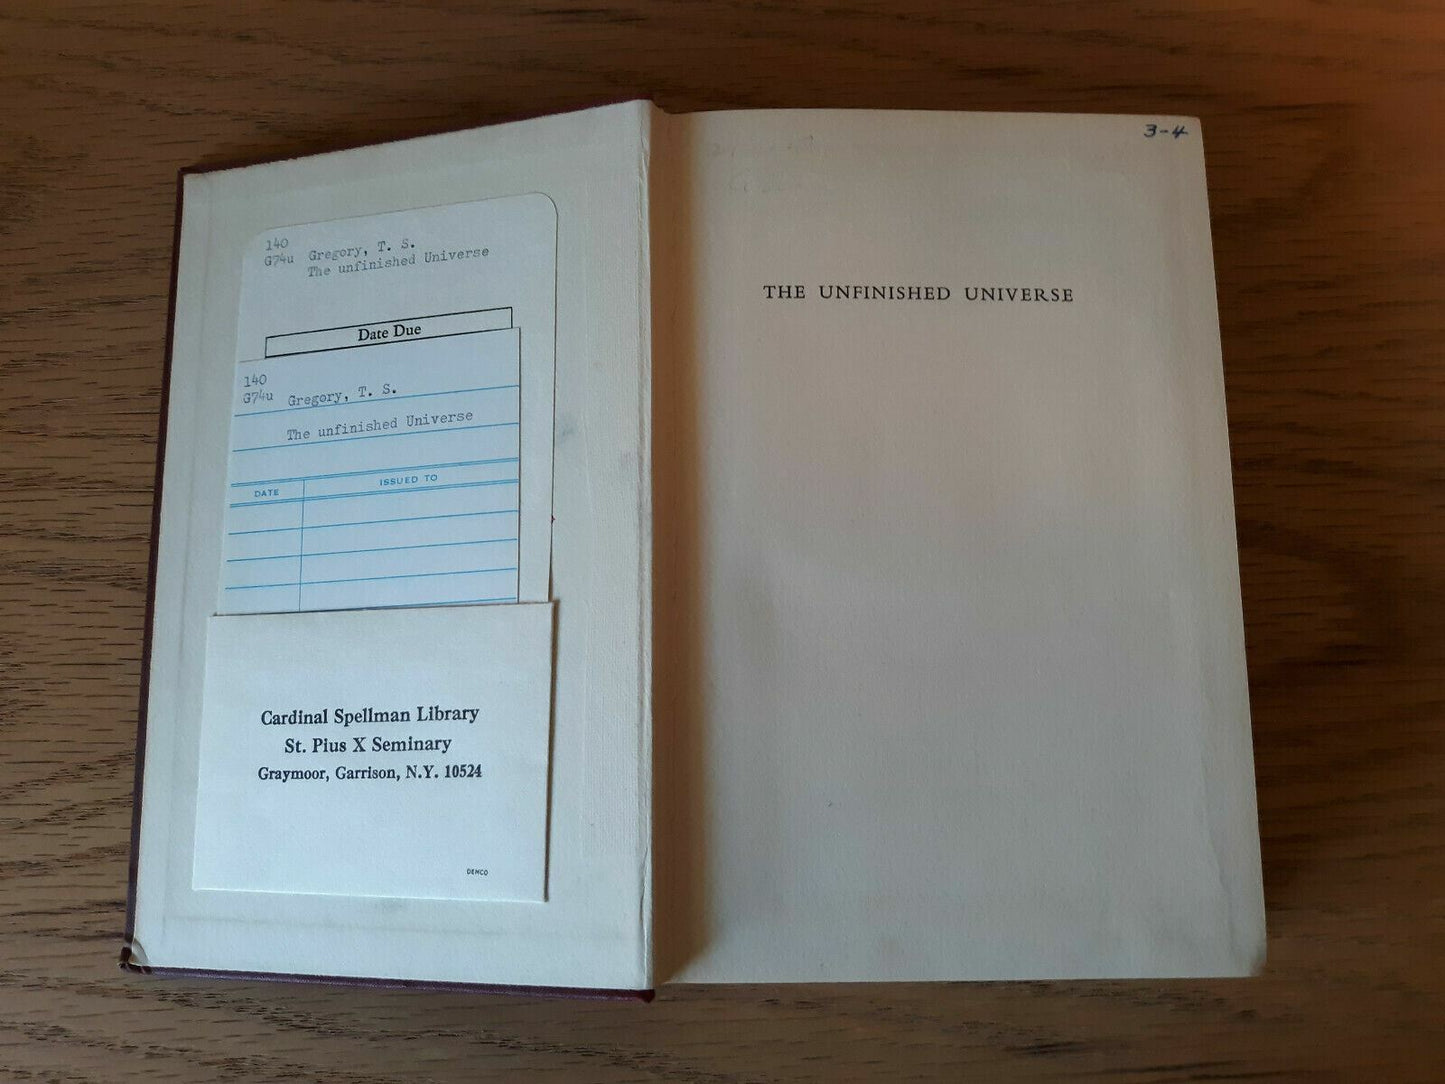 140
G74u Gregory, T. S.
The unfinished Universe
Date Due
140
G74u Gregory, T. S.
The unfinished Universe
DATE ISSUED TO
Cardinal Spellman Library
St. Pius X Seminary
Graymoor, Garrison, N.Y. 10524
DEMCO
3-4
THE UNFINISHED UNIVERSE